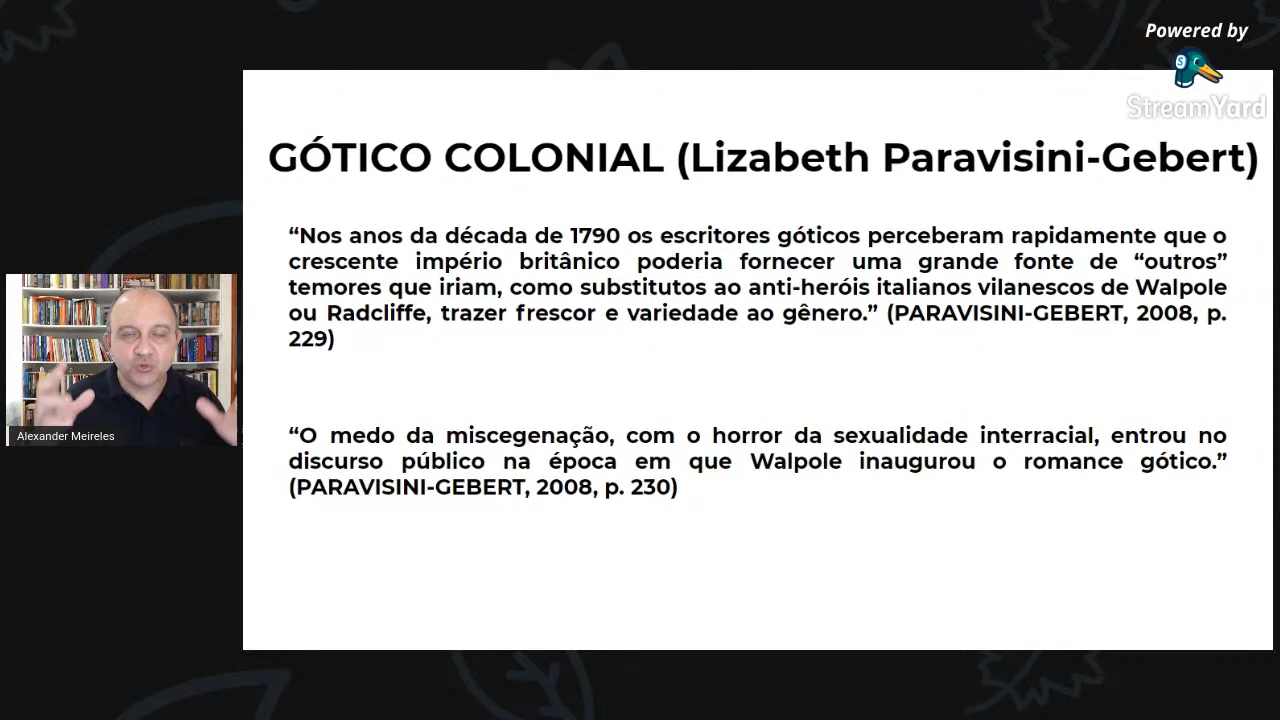 Powered by
StreamYard
GÓTICO COLONIAL (Lizabeth Paravisini-Gebert)
“Nos anos da década de 1790 os escritores góticos perceberam rapidamente que o
crescente império britânico poderia fornecer uma grande fonte de “outros”
temores que iriam, como substitutos ao anti-heróis italianos vilanescos de Walpole
ou Radcliffe, trazer frescor e variedade ao gênero.” (PARAVISINI-GEBERT, 2008, p.
229)
“O medo da miscegenação, com o horror da sexualidade interracial, entrou no
discurso público na época em que Walpole inaugurou o romance gótico.”
(PARAVISINI-GEBERT, 2008, p. 230)
Alexander Meireles